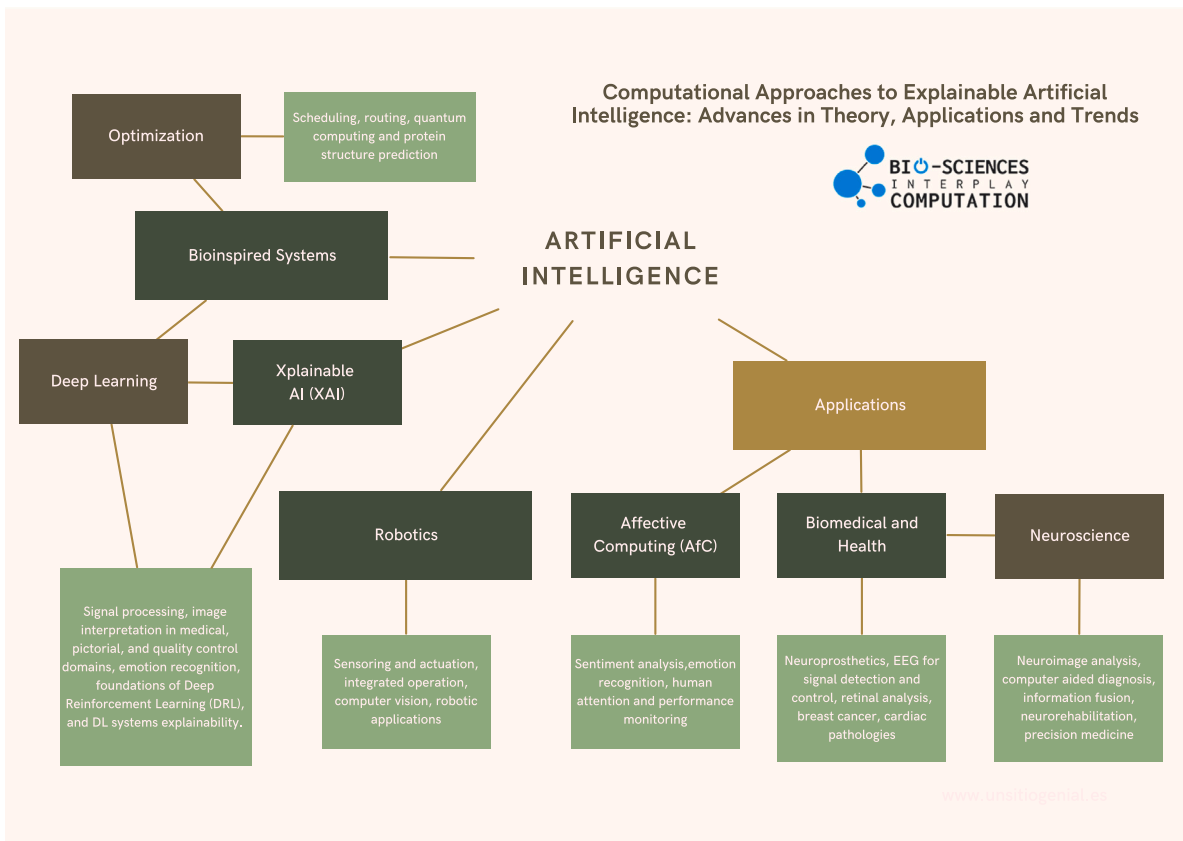 Computational Approaches to Explainable Artificial
Intelligence: Advances in Theory, Applications and Trends
BIO-SCIENCES
INTERPLAY
COMPUTATION
Optimization
Scheduling, routing, quantum
computing and protein
structure prediction
Bioinspired Systems
ARTIFICIAL
INTELLIGENCE
Deep Learning
Xplainable
AI (XAI)
Applications
Robotics
Affective
Computing (AfC)
Biomedical and
Health
Neuroscience
Signal processing, image
interpretation in medical,
pictorial, and quality control
domains, emotion recognition,
foundations of Deep
Reinforcement Learning (DRL),
and DL systems explainability.
Sensoring and actuation,
integrated operation,
computer vision, robotic
applications
Sentiment analysis,emotion
recognition, human
attention and performance
monitoring
Neuroprosthetics, EEG for
signal detection and
control, retinal analysis,
breast cancer, cardiac
pathologies
Neuroimage analysis,
computer aided diagnosis,
information fusion,
neurorehabilitation,
precision medicine
www.unsitiogenial.es